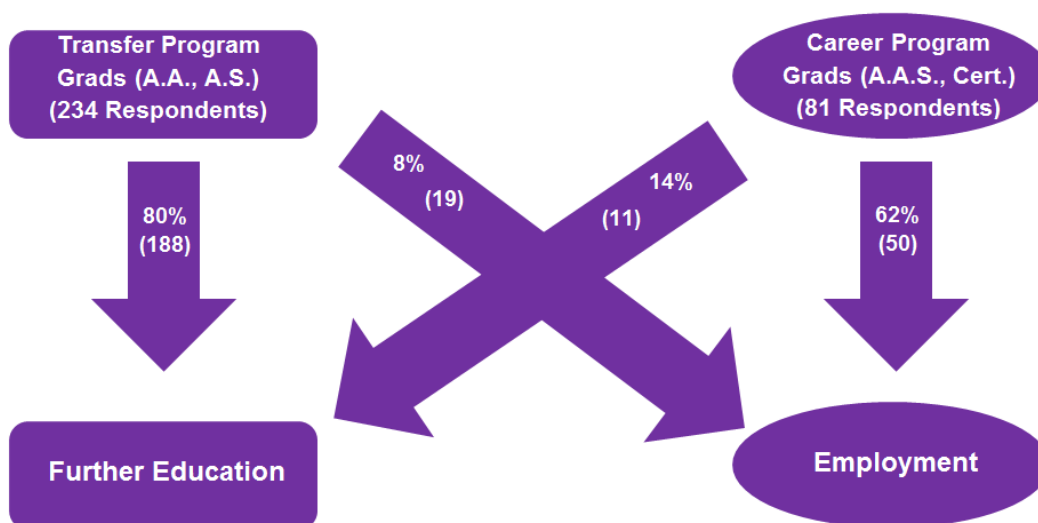 Transfer Program
Grads (A.A., A.S.)
(234 Respondents)
Career Program
Grads (A.A.S., Cert.)
(81 Respondents)
80%
(188)
8%
(19)
14%
(11)
62%
(50)
Further Education
Employment